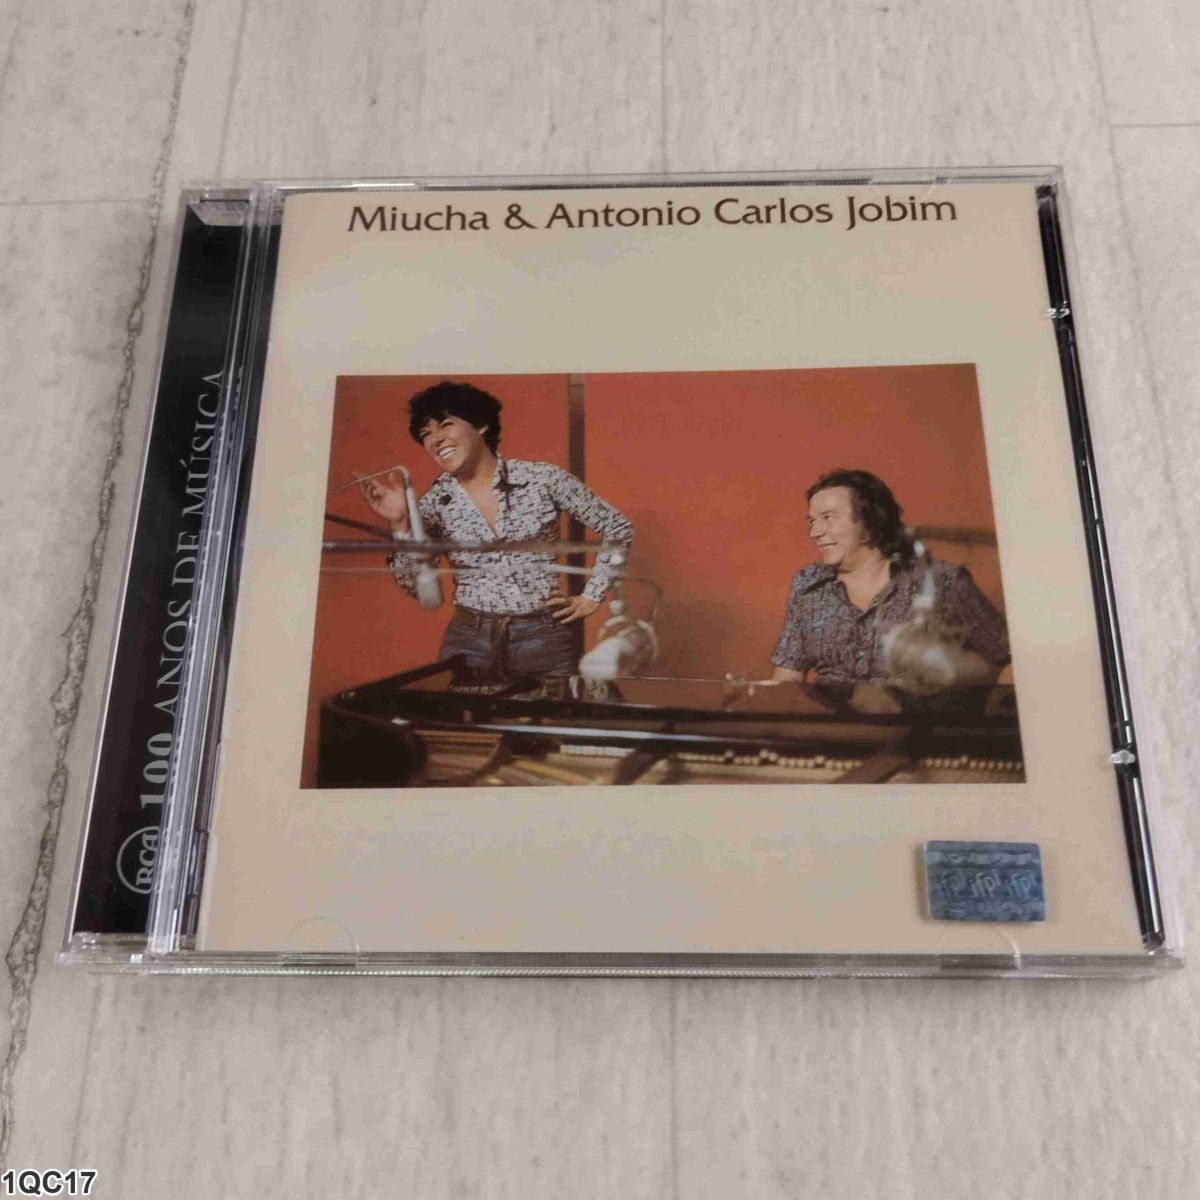 Miucha & Antonio Carlos Jobim
RCA 100 ANOS DE MÚSICA
ifpi ifpi ifpi
1QC17